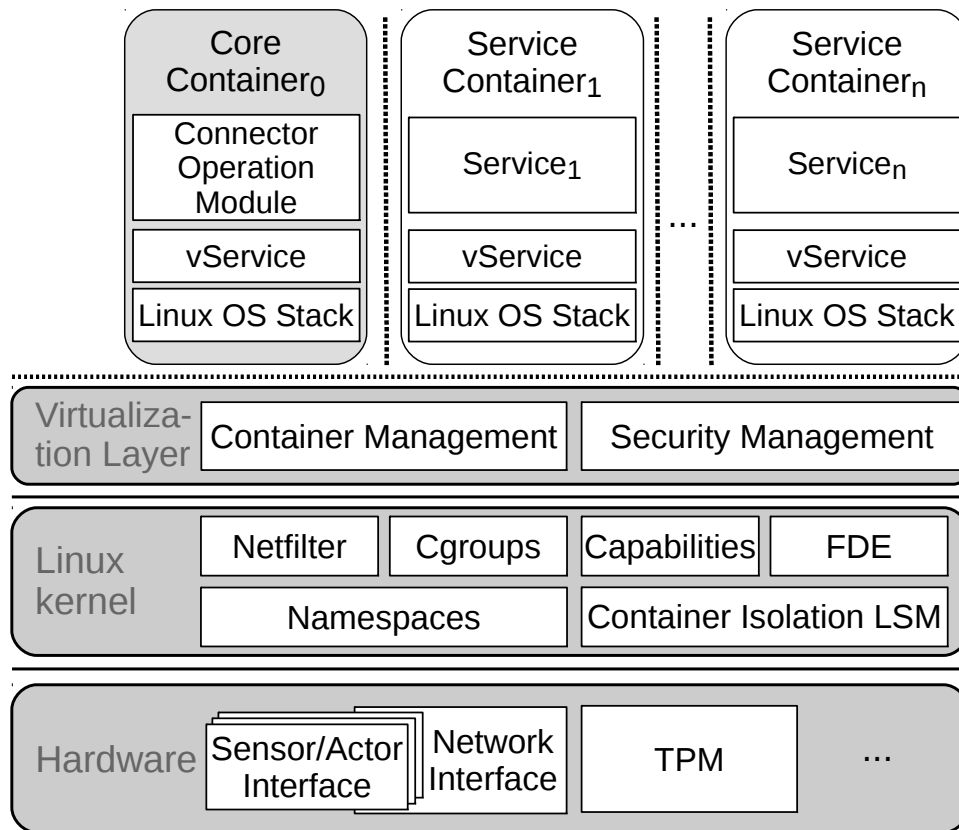 Core
Container0
Connector
Operation
Module
vService
Linux OS Stack
Service
Container1
Service1
vService
Linux OS Stack
...
Service
Containern
Servicen
vService
Linux OS Stack
Virtualiza-
tion Layer
Container Management
Security Management
Linux
kernel
Netfilter
Cgroups
Capabilities
FDE
Namespaces
Container Isolation LSM
Hardware
Sensor/Actor
Interface
Network
Interface
TPM
...